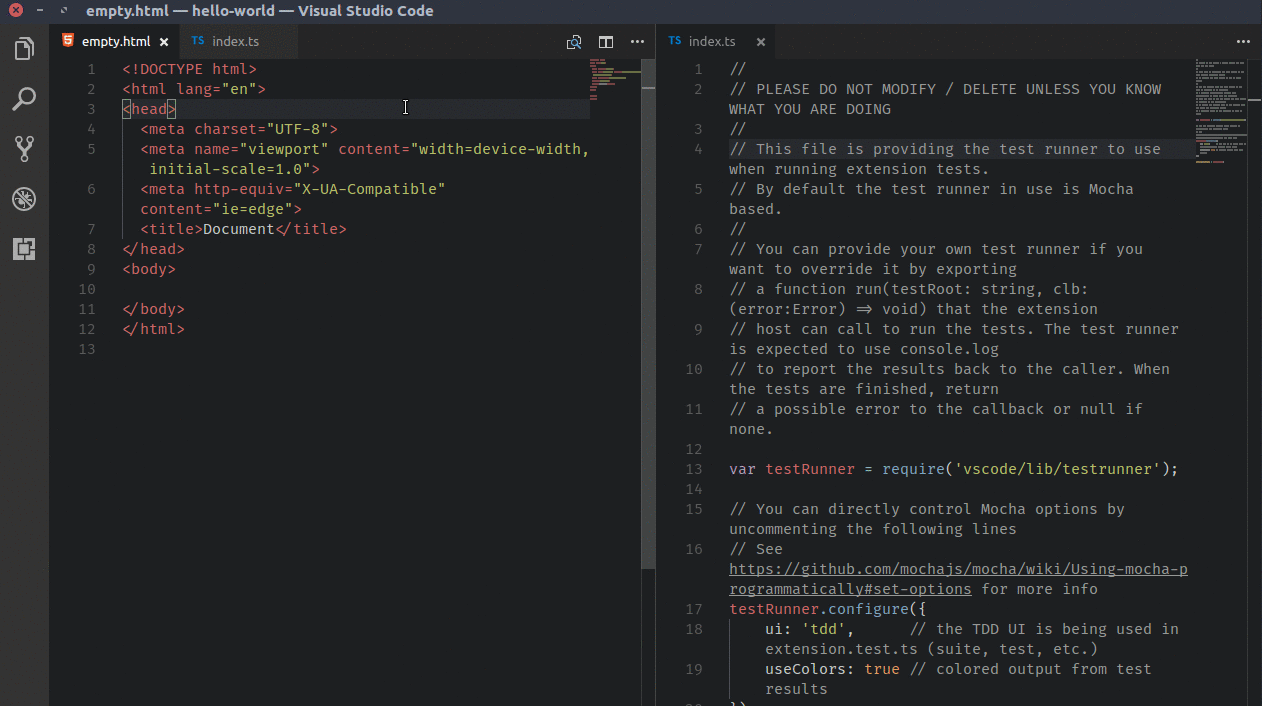 empty.html — hello-world — Visual Studio Code
empty.html
TS index.ts
TS index.ts
1 <!DOCTYPE html>
2 <html lang="en">
3 <head>
4 <meta charset="UTF-8">
5 <meta name="viewport" content="width=device-width,
initial-scale=1.0">
6 <meta http-equiv="X-UA-Compatible"
content="ie=edge">
7 <title>Document</title>
8 </head>
9 <body>
10
11 </body>
12 </html>
13
1 //
2 // PLEASE DO NOT MODIFY / DELETE UNLESS YOU KNOW
WHAT YOU ARE DOING
3 //
4 // This file is providing the test runner to use
when running extension tests.
5 // By default the test runner in use is Mocha
based.
6 //
7 // You can provide your own test runner if you
want to override it by exporting
8 // a function run(testRoot: string, clb:
(error:Error) => void) that the extension
9 // host can call to run the tests. The test runner
is expected to use console.log
10 // to report the results back to the caller. When
the tests are finished, return
11 // a possible error to the callback or null if
none.
12
13 var testRunner = require('vscode/lib/testrunner');
14
15 // You can directly control Mocha options by
uncommenting the following lines
16 // See
https://github.com/mochajs/mocha/wiki/Using-mocha-p
rogrammatically#set-options for more info
17 testRunner.configure({
18 ui: 'tdd', // the TDD UI is being used in
extension.test.ts (suite, test, etc.)
19 useColors: true // colored output from test
results